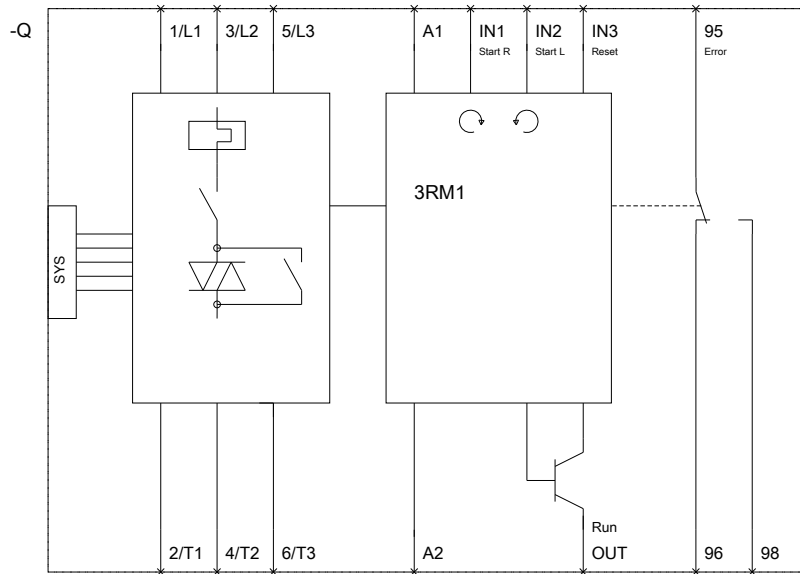 -Q
1/L1 3/L2 5/L3 A1 IN1 IN2 IN3 95
Start R Start L Reset Error
3RM1
SYS
Run
2/T1 4/T2 6/T3 A2 OUT 96 98